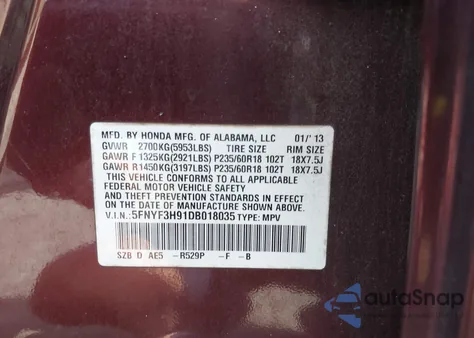 MFD. BY HONDA MFG. OF ALABAMA, LLC 01/'13
GVWR 2700KG(5953LBS) TIRE SIZE RIM SIZE
GAWR F 1325KG(2921LBS) P235/60R18 102T 18X7.5J
GAWR R1450KG(3197LBS) P235/60R18 102T 18X7.5J
THIS VEHICLE CONFORMS TO ALL APPLICABLE
FEDERAL MOTOR VEHICLE SAFETY
AND THEFT PREVENTION STANDARDS IN EFFECT ON THE
DATE OF MANUFACTURE SHOWN ABOVE.
V.I.N.: 5FNYF3H91DB018035 TYPE: MPV
SZB D AE5 -R529P -F -B
autoSnap